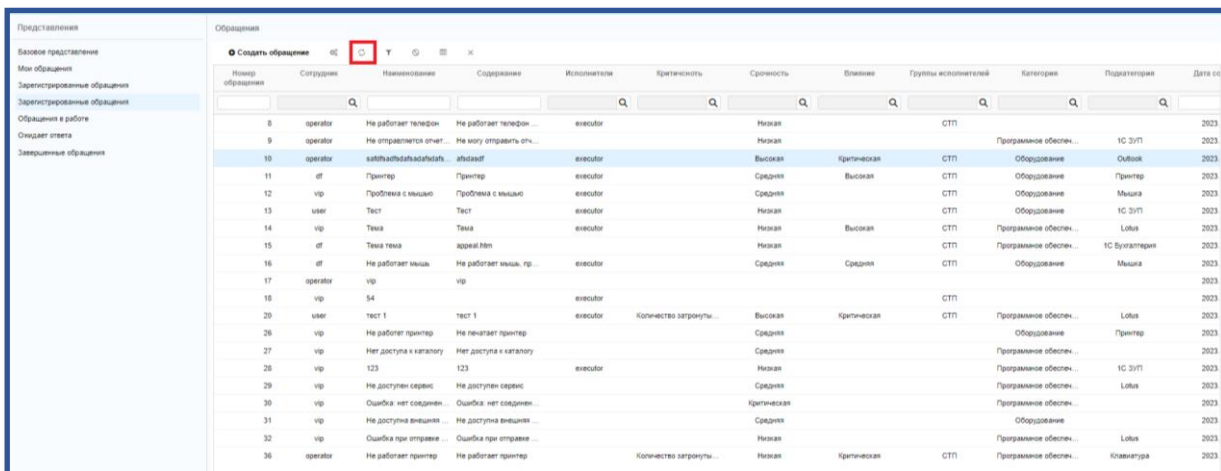 Представления
Базовое представление
Мои обращения
Зарегистрированные обращения
Зарегистрированные обращения
Обращения в работе
Ожидает ответа
Завершенные обращения
Обращения
Создать обращение
Номер обращения Сотрудник Наименование Содержание Исполнители Критичсноть Срочность Влияние Группы исполнителей Категория Подкатегория Дата со
8 operator Не работает телефон Не работает телефон ... executor Низкая СТП 2023.
9 operator Не отправляется отчет... Не могу отправить отч... Низкая Программное обеспеч... 1С ЗУП 2023.
10 operator afsdasdf executor Высокая Критическая СТП Оборудование Outlook 2023.
11 df Принтер Принтер executor Средняя Высокая СТП Оборудование Принтер 2023.
12 vip Проблема с мышью Проблема с мышью executor Средняя СТП Оборудование Мышка 2023.
13 user Тест Тест executor Низкая СТП Оборудование 1С ЗУП 2023.
14 vip Тема Тема executor Низкая Высокая СТП Программное обеспеч... Lotus 2023.
15 df Тема тема appeal.htm Низкая СТП Программное обеспеч... 1С Бухгалтерия 2023.
16 df Не работает мышь Не работает мышь, пр... executor Средняя Средняя СТП Оборудование Мышка 2023.
17 operator vip vip 2023.
18 vip 54 executor СТП 2023.
20 user тест 1 тест 1 executor Количество затронуты... Высокая Критическая СТП Программное обеспеч... Lotus 2023.
26 vip Не работет принтер Не печатает принтер Средняя Оборудование Принтер 2023.
27 vip Нет доступа к каталогу Нет доступа к каталогу Средняя Программное обеспеч... 2023.
28 vip 123 123 executor Низкая Программное обеспеч... 1С ЗУП 2023.
29 vip Не доступен сервис Не доступен сервис Средняя Программное обеспеч... Lotus 2023.
30 vip Ошибка: нет соединен... Ошибка: нет соединен... Критическая Программное обеспеч... 2023.
31 vip Не доступна внешняя ... Не доступна внешняя ... Средняя Оборудование 2023.
32 vip Ошибка при отправке ... Ошибка при отправке ... Низкая Программное обеспеч... Lotus 2023.
36 operator Не работает принтер Не работает принтер Количество затронуты... Низкая Критическая СТП Программное обеспеч... Клавиатура 2023.